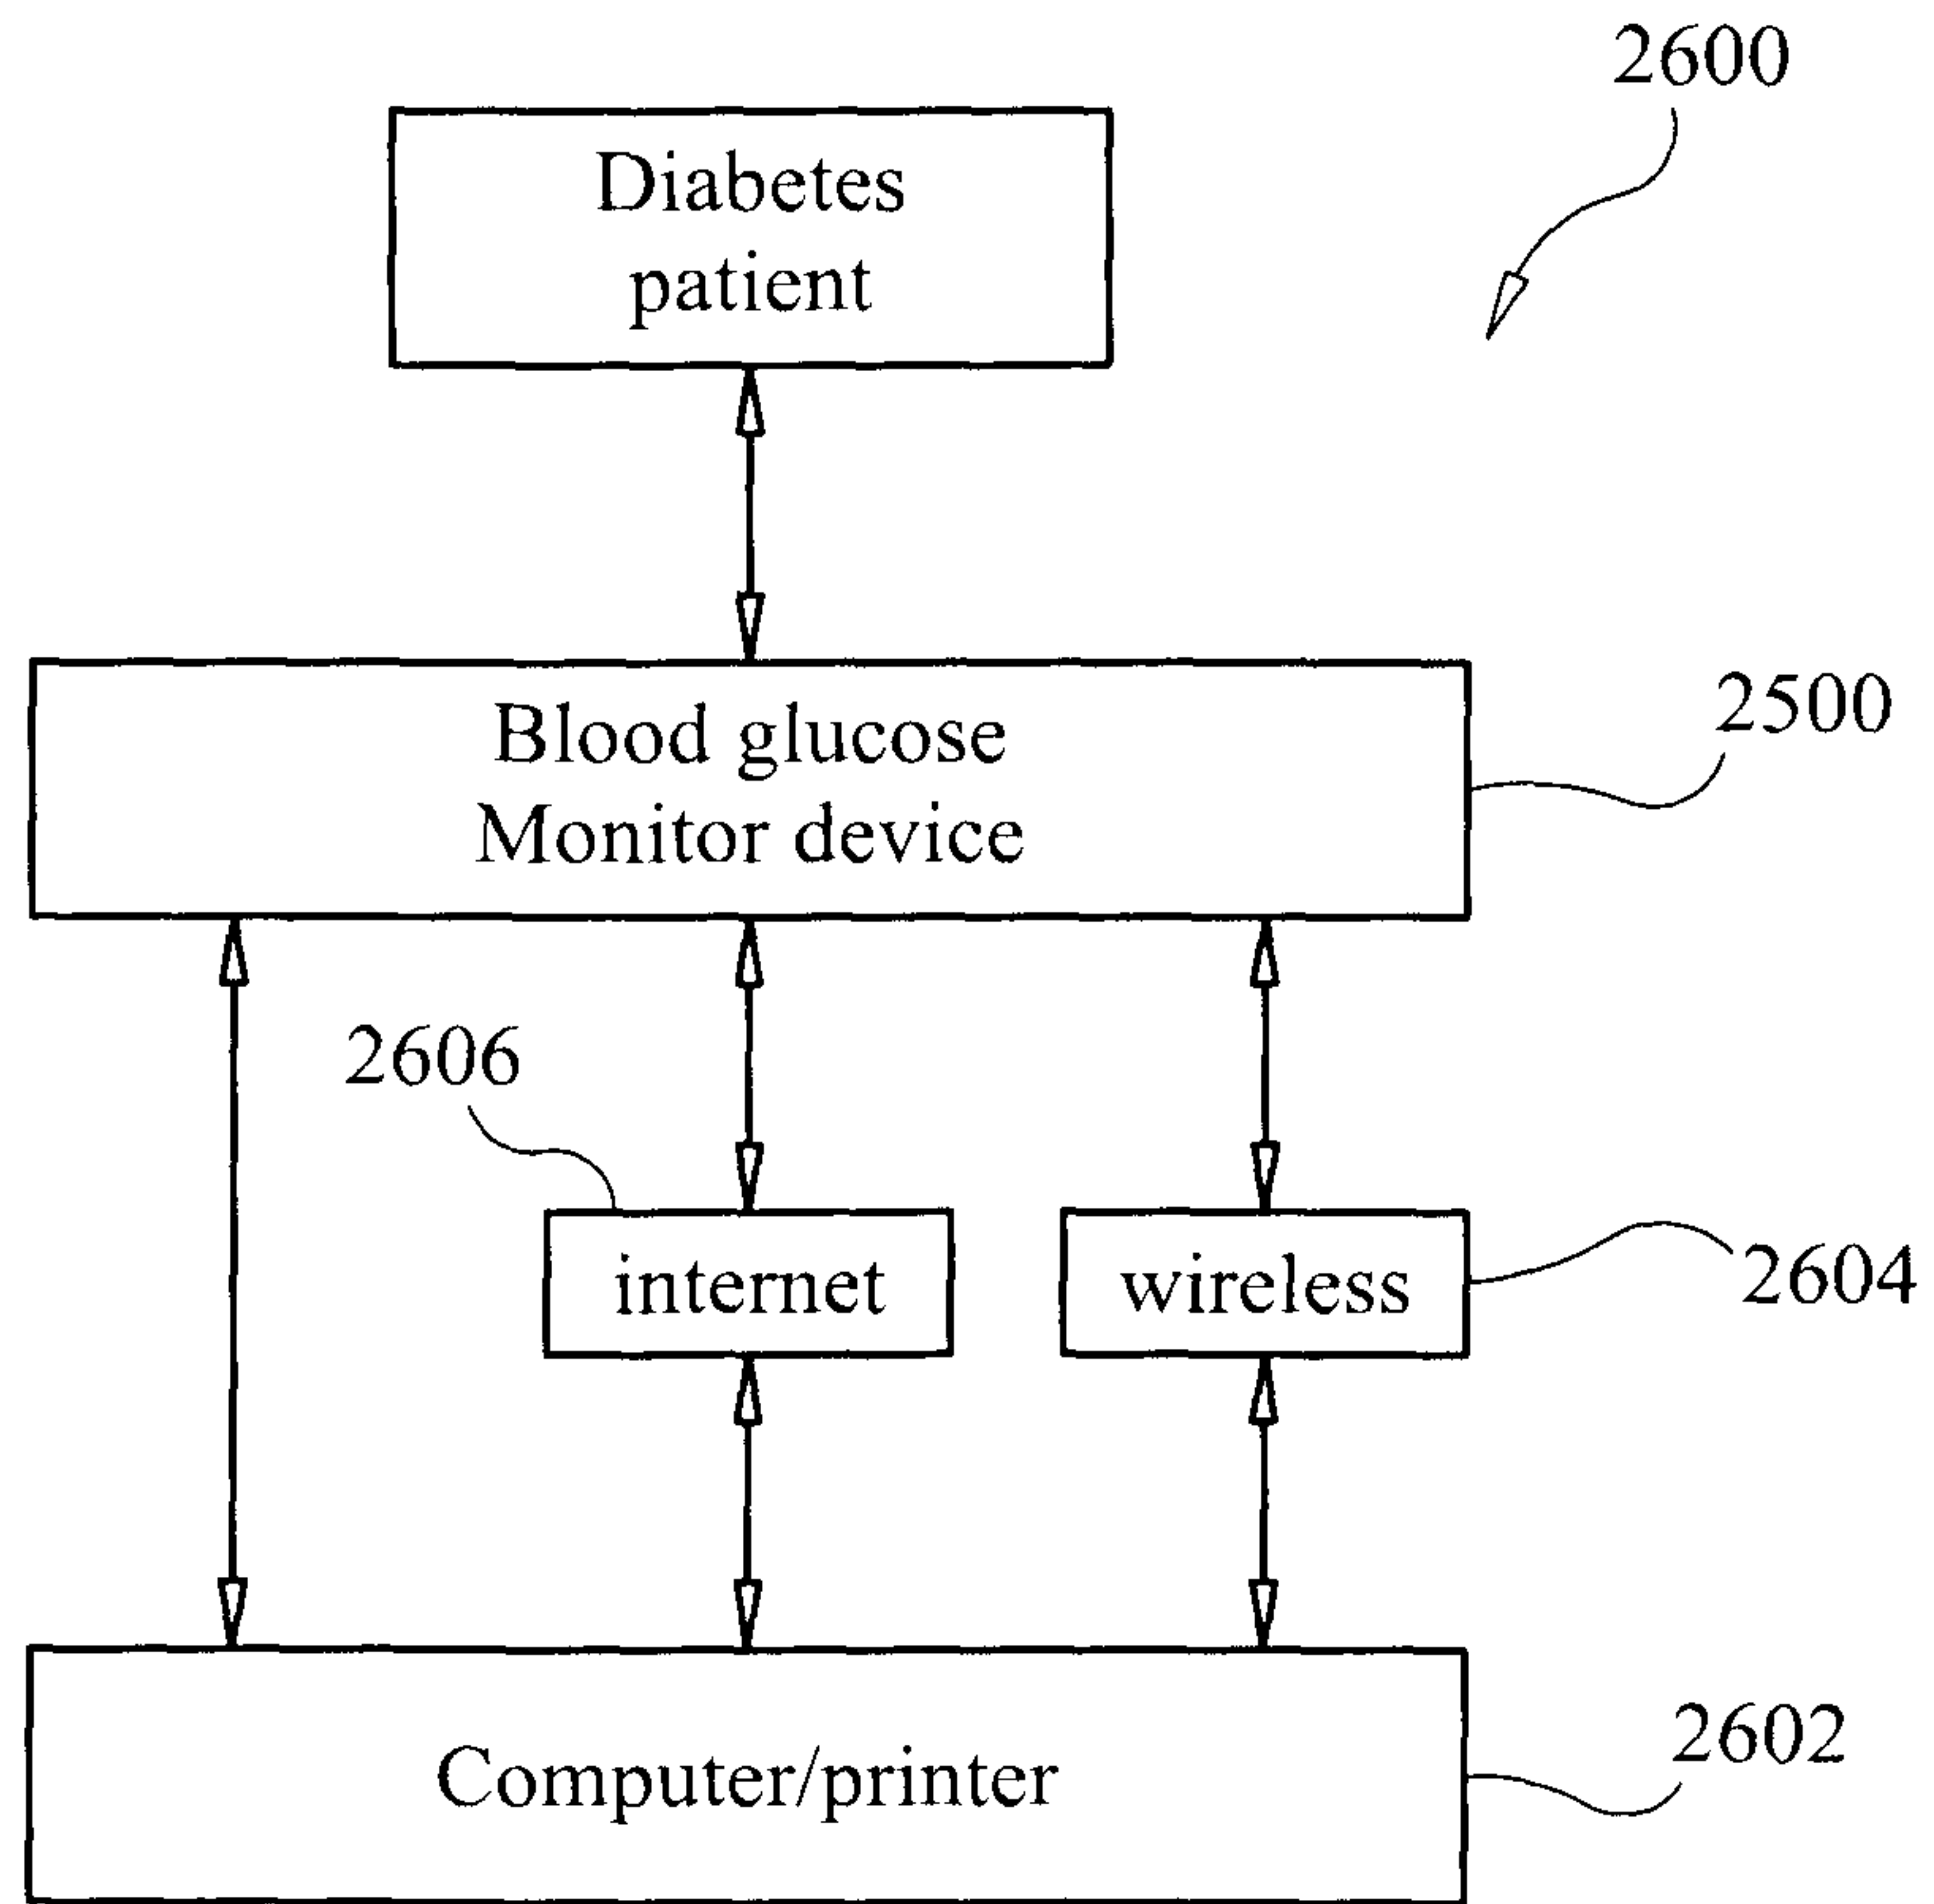 2600
Diabetes
patient
Blood glucose
Monitor device
2500
2606
internet
wireless
2604
Computer/printer
2602